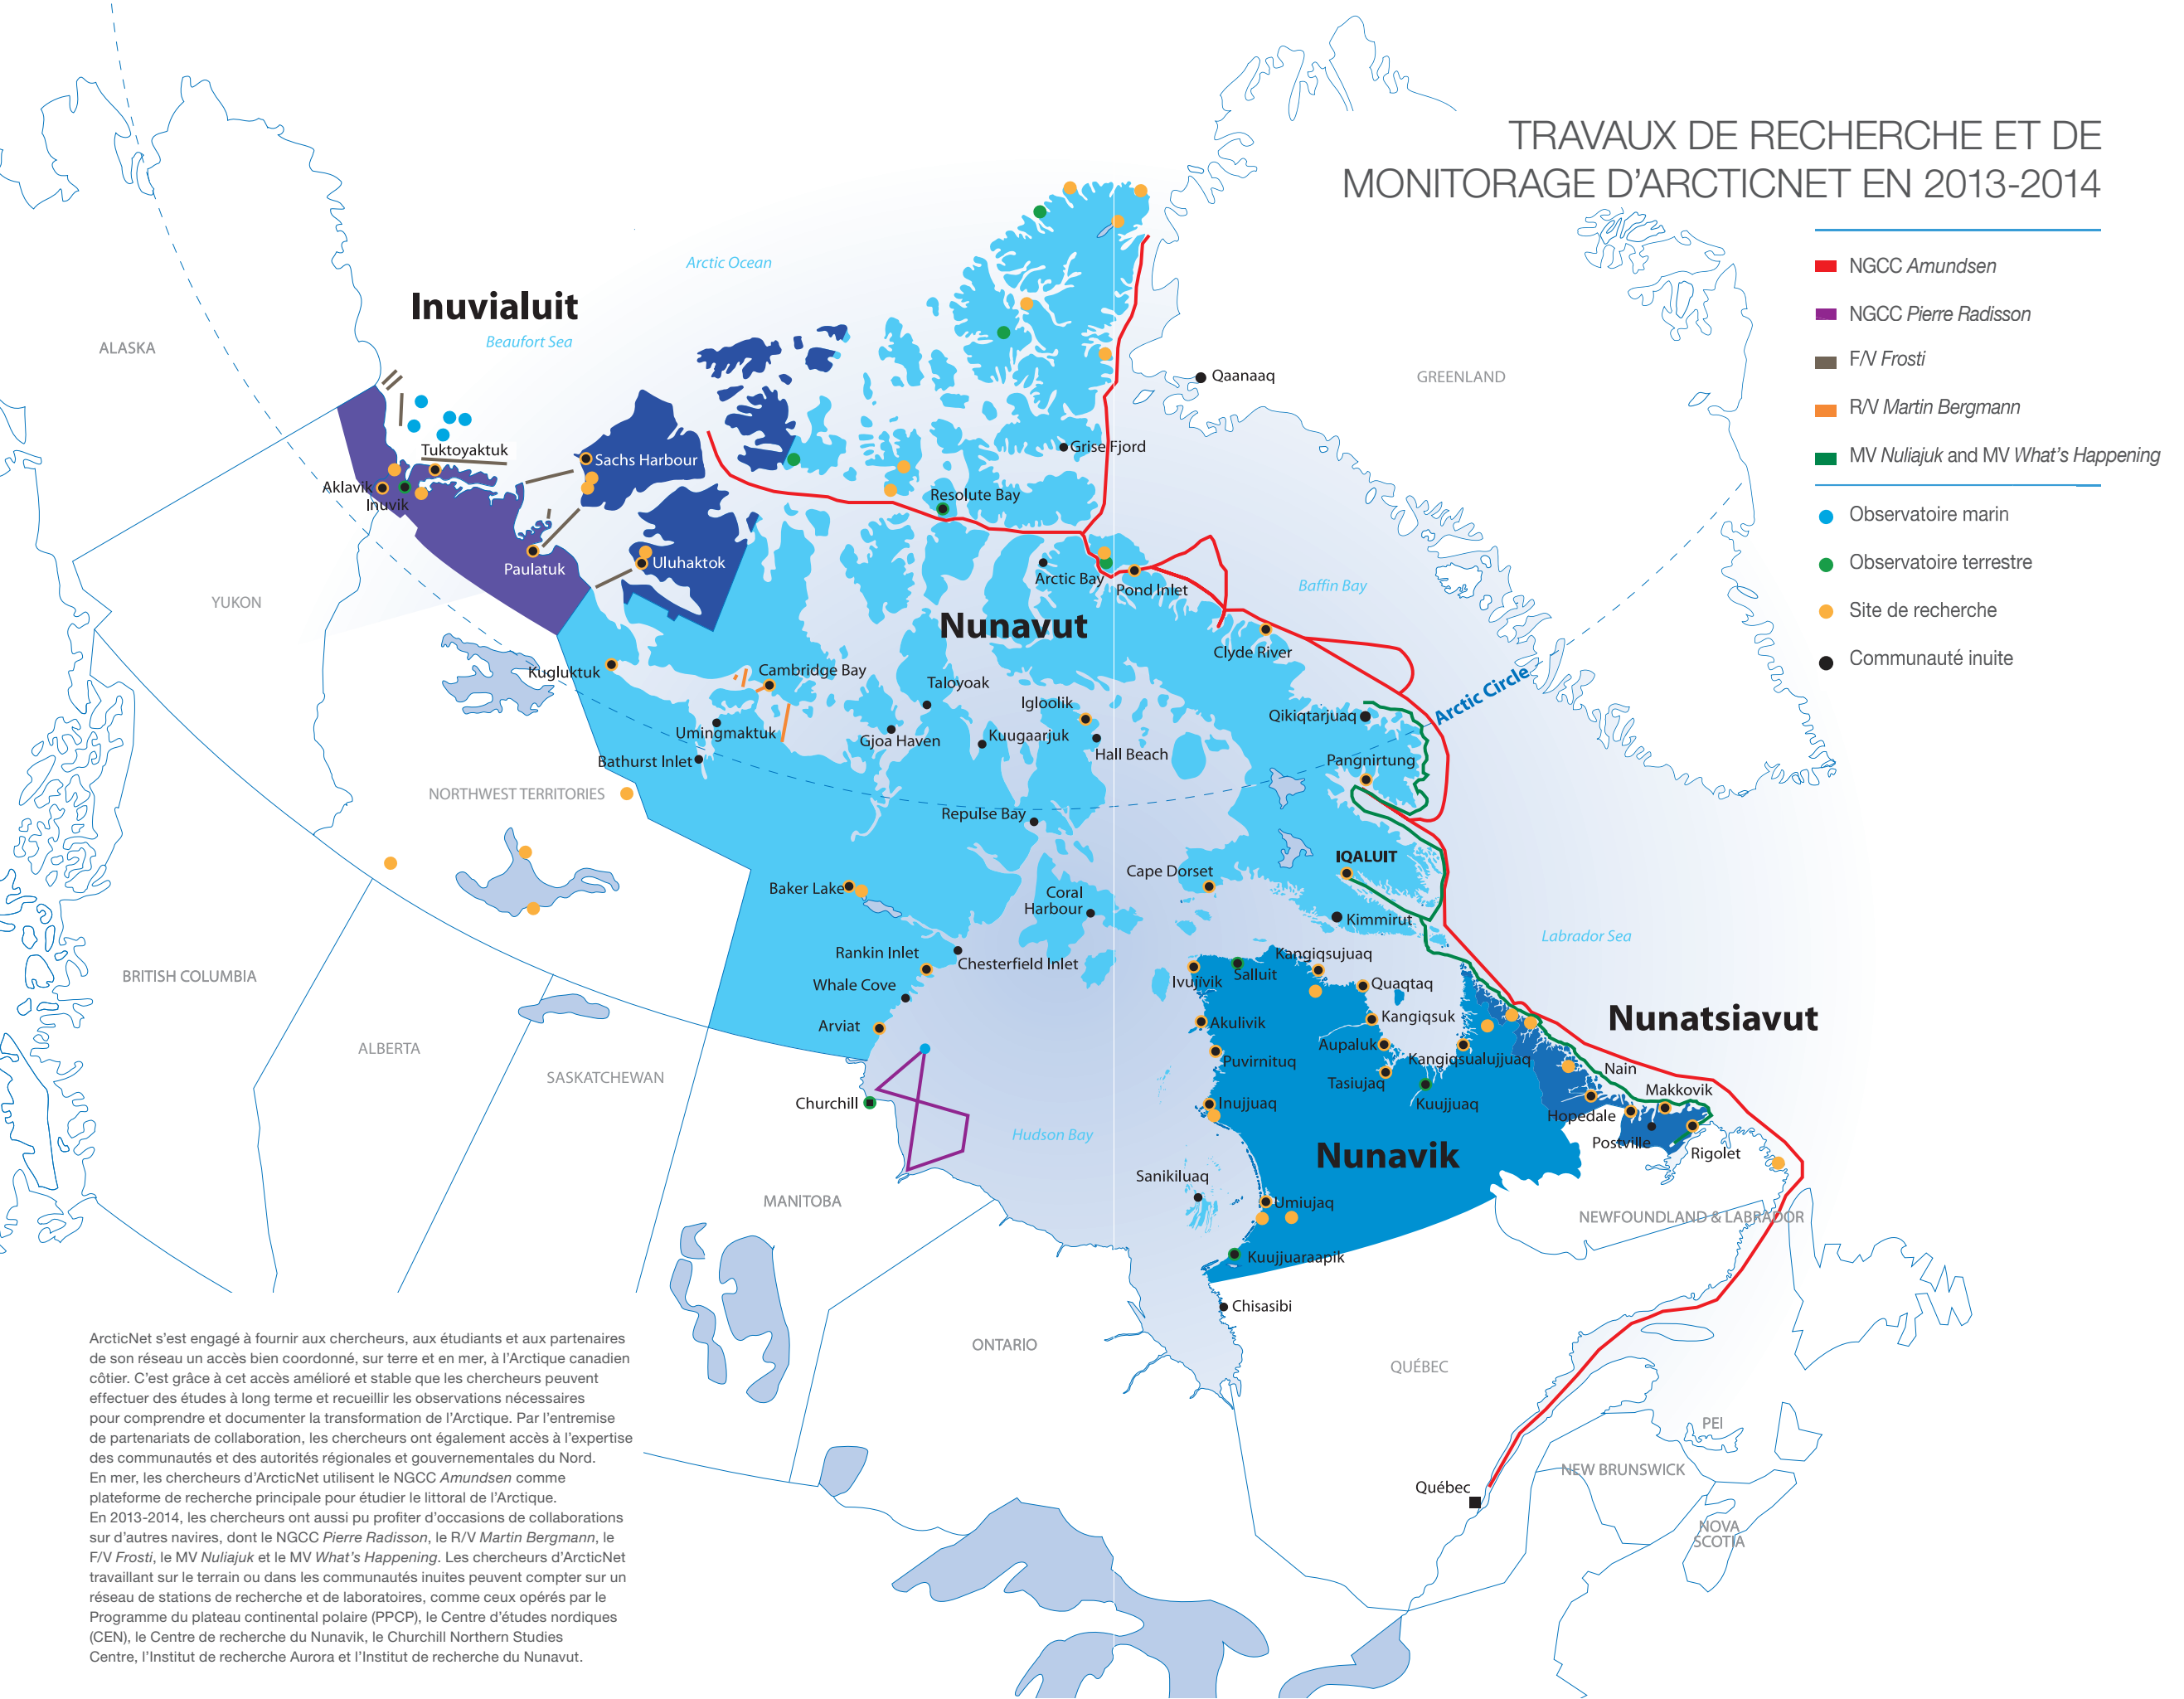 TRAVAUX DE RECHERCHE ET DE
MONITORAGE D'ARCTICNET EN 2013-2014
NGCC Amundsen
NGCC Pierre Radisson
F/V Frosti
R/V Martin Bergmann
MV Nuliajuk and MV What's Happening
Observatoire marin
Observatoire terrestre
Site de recherche
Communauté inuite
Arctic Ocean
Inuvialuit
Beaufort Sea
ALASKA
Qaanaaq
GREENLAND
Grise Fjord
Tuktoyaktuk
Sachs Harbour
Aklavik
Inuvik
Resolute Bay
Paulatuk
Uluhaktok
Arctic Bay
Pond Inlet
Baffin Bay
YUKON
Nunavut
Clyde River
Kugluktuk
Cambridge Bay
Taloyoak
Igloolik
Arctic Circle
Qikiqtarjuaq
Umingmaktuk
Gjoa Haven
Kuugaarjuk
Hall Beach
Bathurst Inlet
Pangnirtung
NORTHWEST TERRITORIES
Repulse Bay
IQALUIT
Cape Dorset
Baker Lake
Coral
Harbour
Kimmirut
Labrador Sea
Rankin Inlet
Chesterfield Inlet
Kangiqsujuaq
Ivujivik
Salluit
Quaqtaq
BRITISH COLUMBIA
Whale Cove
Arviat
Akulivik
Kangiqsuk
Nunatsiavut
ALBERTA
SASKATCHEWAN
Puvirnituq
Aupaluk
Kangiqsualujjuaq
Tasiujaq
Nain
Makkovik
Churchill
Inujjuaq
Kuujjuaq
Hopedale
Hudson Bay
Postville
Rigolet
Nunavik
Sanikiluaq
MANITOBA
Umiujaq
NEWFOUNDLAND & LABRADOR
Kuujjuaraapik
Chisasibi
ONTARIO
QUÉBEC
PEI
NEW BRUNSWICK
Québec
NOVA
SCOTIA
ArcticNet s'est engagé à fournir aux chercheurs, aux étudiants et aux partenaires
de son réseau un accès bien coordonné, sur terre et en mer, à l'Arctique canadien
côtier. C'est grâce à cet accès amélioré et stable que les chercheurs peuvent
effectuer des études à long terme et recueillir les observations nécessaires
pour comprendre et documenter la transformation de l'Arctique. Par l'entremise
de partenariats de collaboration, les chercheurs ont également accès à l'expertise
des communautés et des autorités régionales et gouvernementales du Nord.
En mer, les chercheurs d'ArcticNet utilisent le NGCC Amundsen comme
plateforme de recherche principale pour étudier le littoral de l'Arctique.
En 2013-2014, les chercheurs ont aussi pu profiter d'occasions de collaborations
sur d'autres navires, dont le NGCC Pierre Radisson, le R/V Martin Bergmann, le
F/V Frosti, le MV Nuliajuk et le MV What's Happening. Les chercheurs d'ArcticNet
travaillant sur le terrain ou dans les communautés inuites peuvent compter sur un
réseau de stations de recherche et de laboratoires, comme ceux opérés par le
Programme du plateau continental polaire (PPCP), le Centre d'études nordiques
(CEN), le Centre de recherche du Nunavik, le Churchill Northern Studies
Centre, l'Institut de recherche Aurora et l'Institut de recherche du Nunavut.